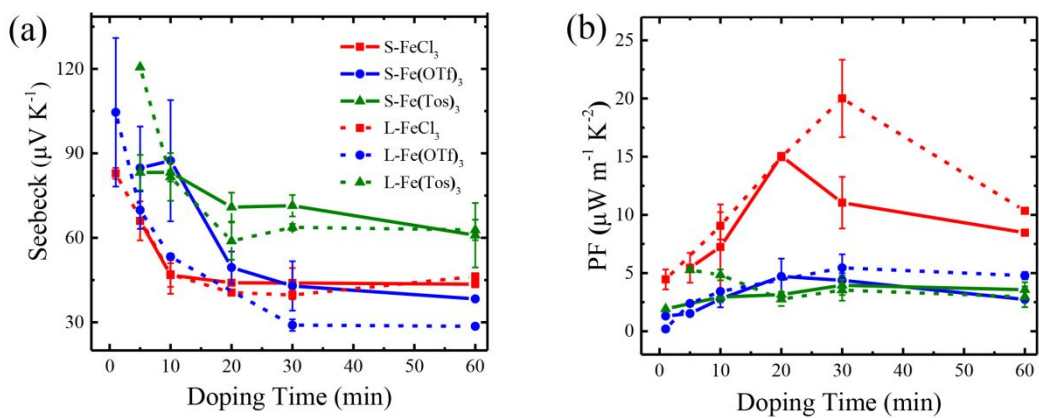 (a)
Seebeck (μV K⁻¹)
120
90
60
30
S-FeCl₃
S-Fe(OTf)₃
S-Fe(Tos)₃
L-FeCl₃
L-Fe(OTf)₃
L-Fe(Tos)₃
0 10 20 30 40 50 60
Doping Time (min)
(b)
PF (μW m⁻¹ K⁻²)
25
20
15
10
5
0
0 10 20 30 40 50 60
Doping Time (min)